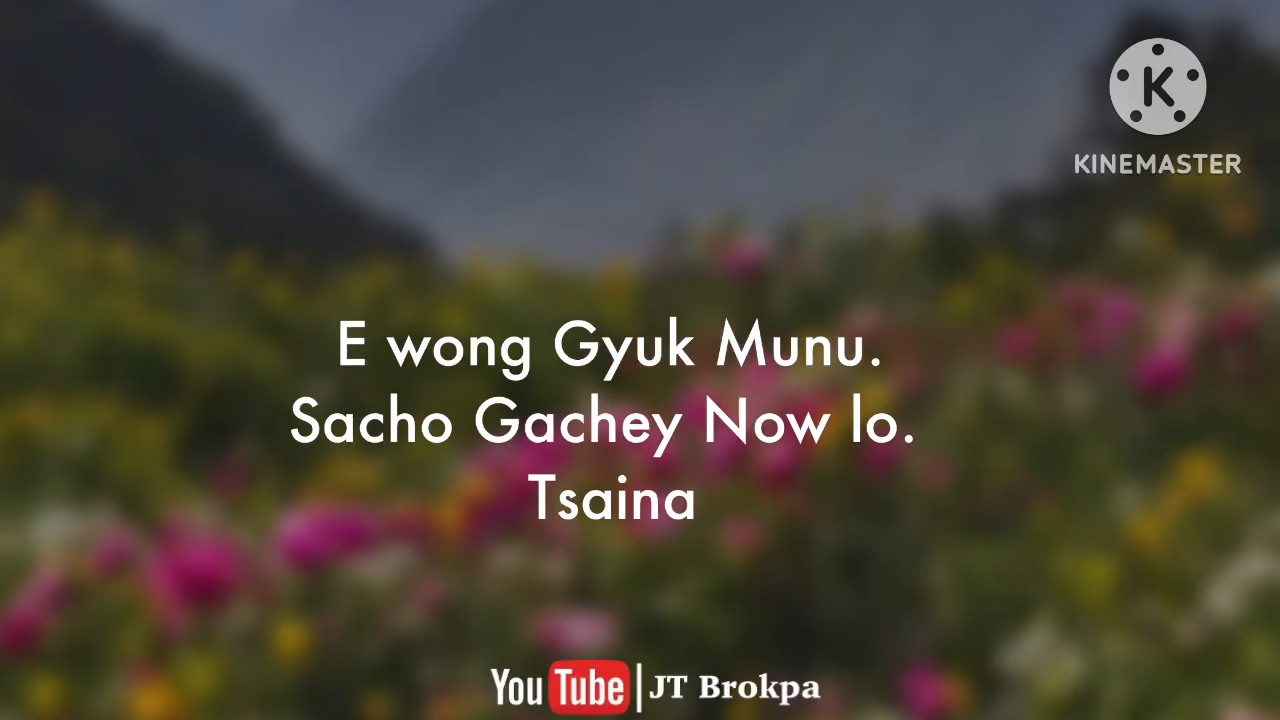 KINEMASTER
E wong Gyuk Munu.
Sacho Gachey Now lo.
Tsaina
YouTube | JT Brokpa